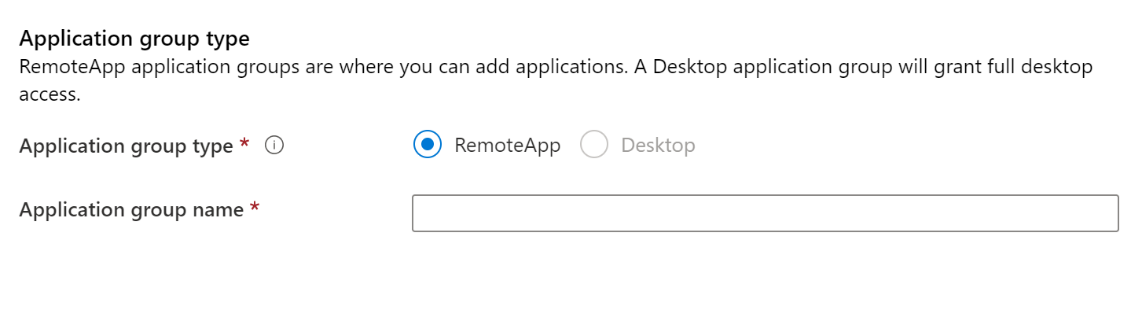 Application group type
RemoteApp application groups are where you can add applications. A Desktop application group will grant full desktop
access.
Application group type * RemoteApp Desktop
Application group name *